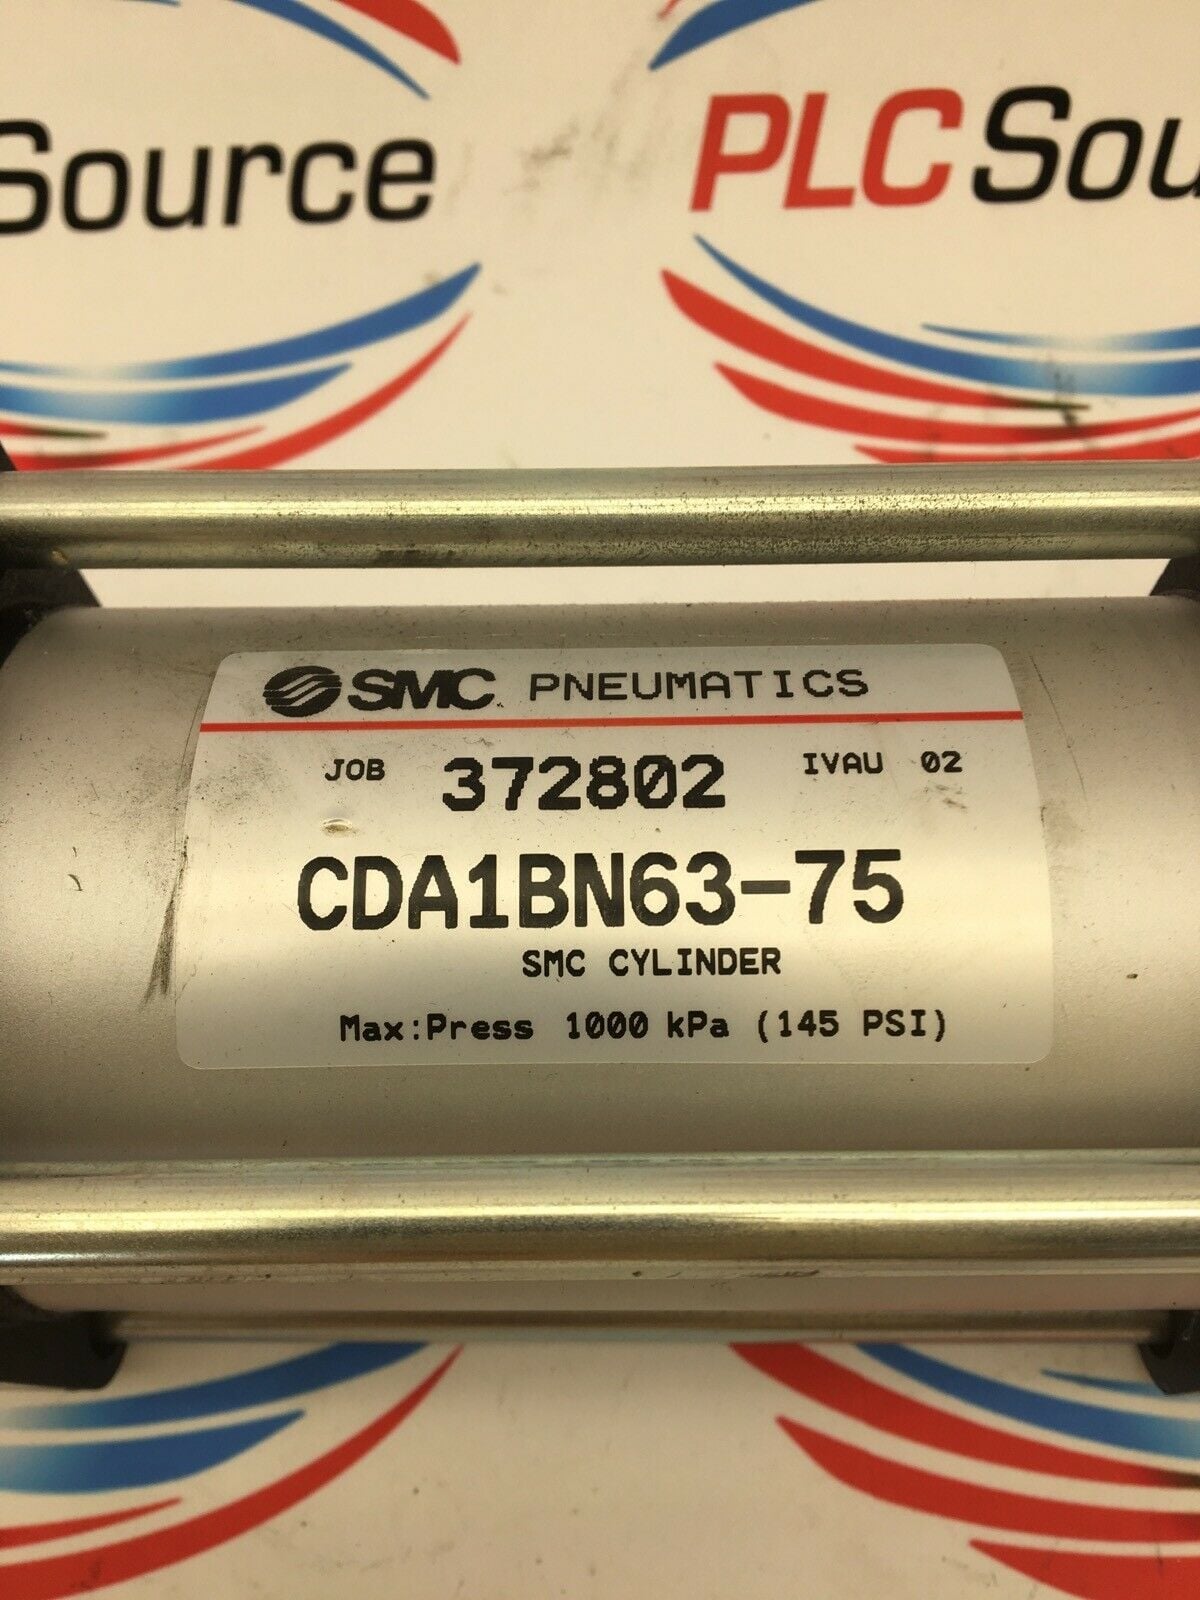 Source
PLC Sou
SMC PNEUMATICS
JOB 372802 IVAU 02
CDA1BN63-75
SMC CYLINDER
Max:Press 1000 kPa (145 PSI)